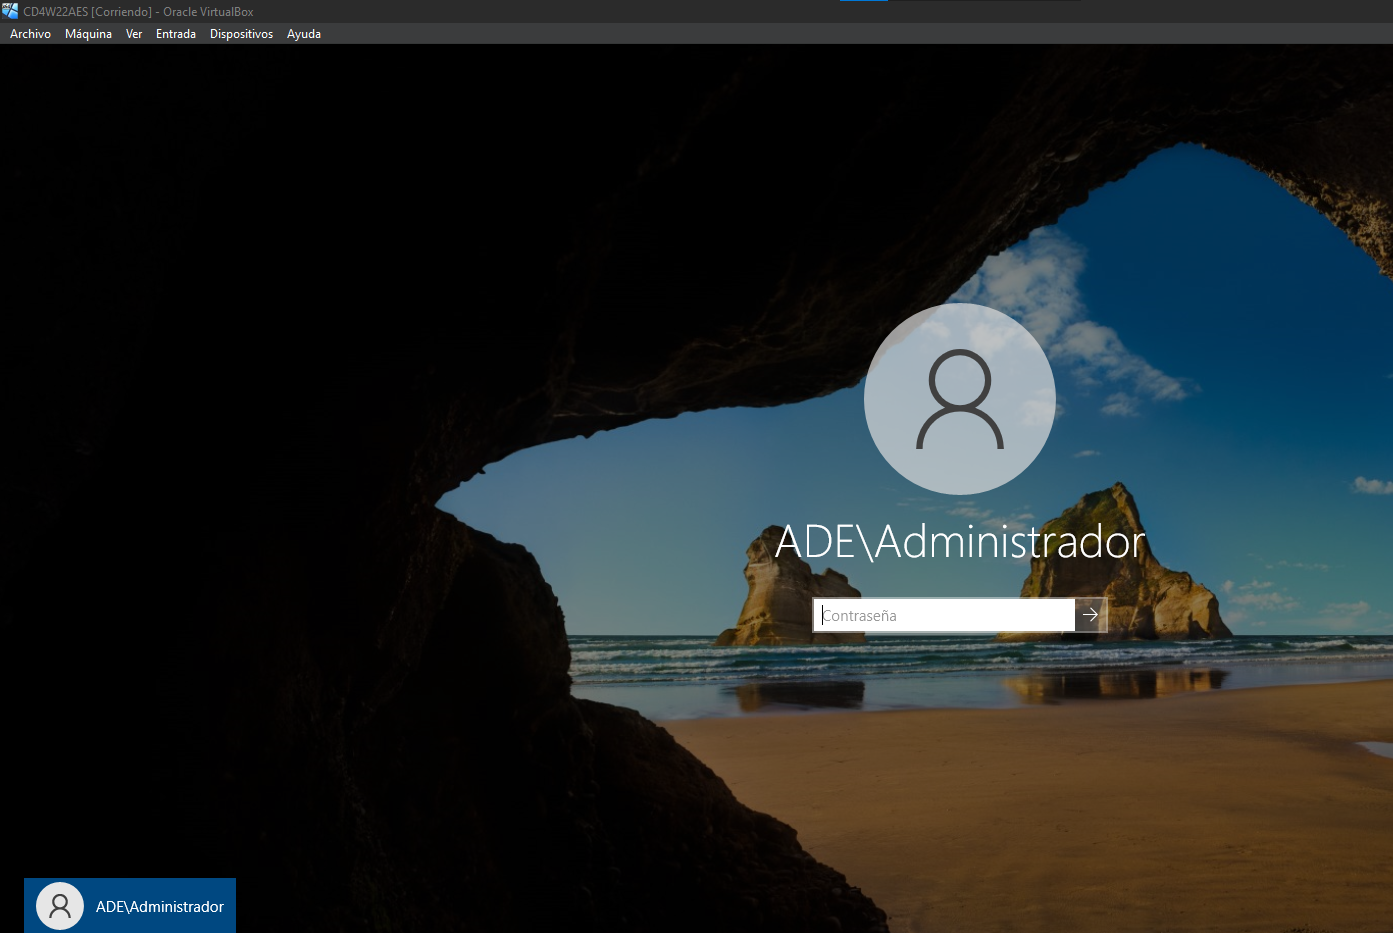 CD4W22AES [Corriendo] - Oracle VirtualBox
Archivo Máquina Ver Entrada Dispositivos Ayuda
ADE\Administrador
Contraseña
ADE\Administrador